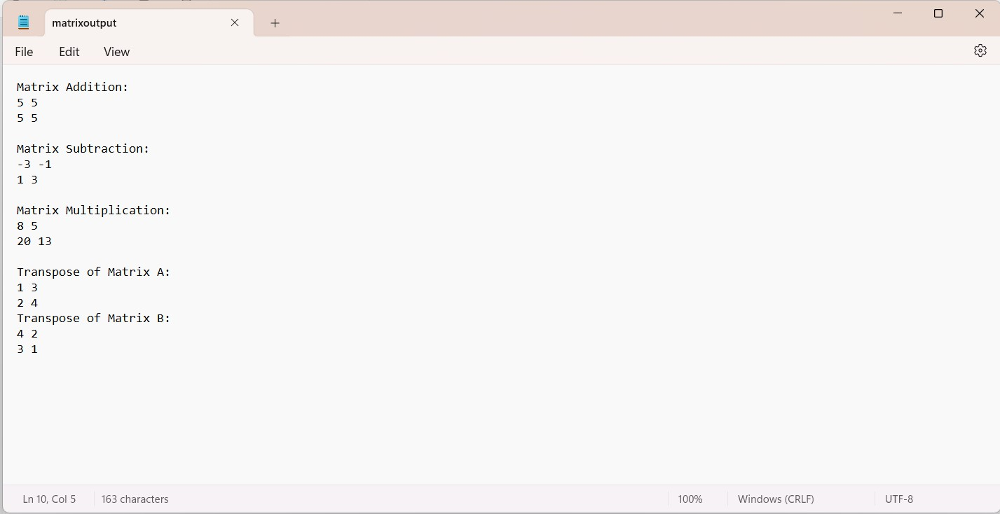 matrixoutput
File Edit View
Matrix Addition:
5 5
5 5
Matrix Subtraction:
-3 -1
1 3
Matrix Multiplication:
8 5
20 13
Transpose of Matrix A:
1 3
2 4
Transpose of Matrix B:
4 2
3 1
Ln 10, Col 5 163 characters 100% Windows (CRLF) UTF-8